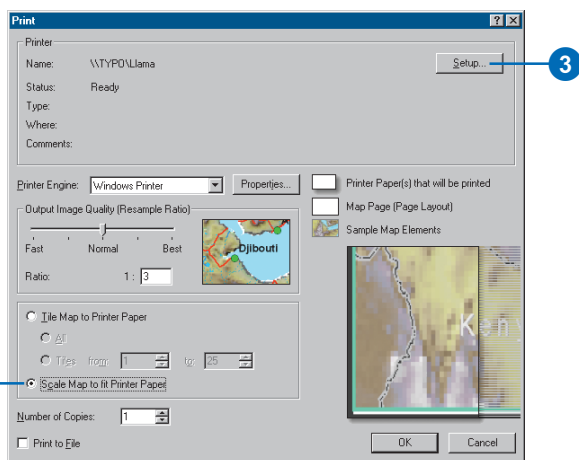 Print
Printer
Name: \\TYPO\Llama
Setup...
3
Status: Ready
Type:
Where:
Comments:
Printer Engine: Windows Printer
Properties...
Printer Paper(s) that will be printed
Output Image Quality (Resample Ratio)
Map Page (Page Layout)
Sample Map Elements
Djibouti
Fast Normal Best
Ratio: 1: 3
Tile Map to Printer Paper
All
Tiles from: 1 to: 25
Keny
Scale Map to fit Printer Paper
Number of Copies: 1
Print to File
OK Cancel